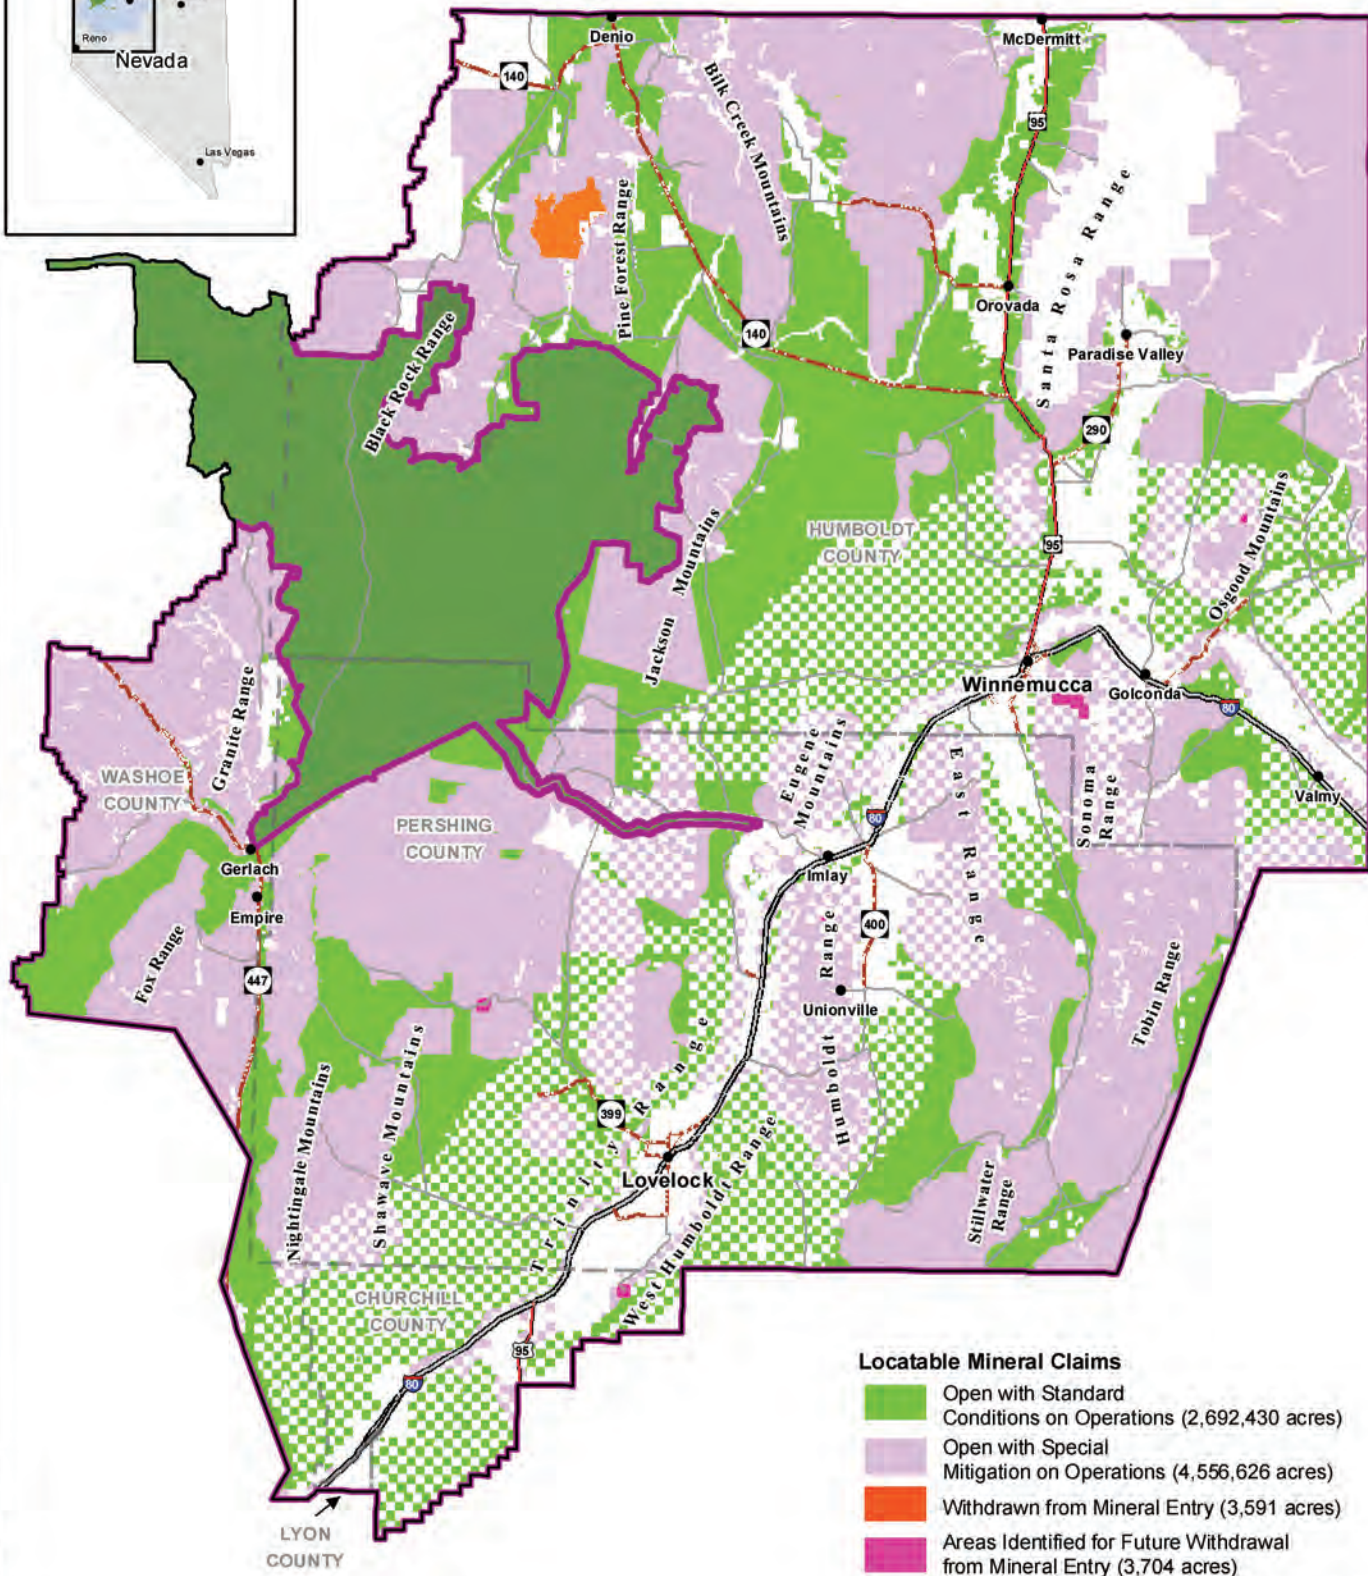 Reno
Nevada
Las Vegas
Denio
McDermitt
140
Bilk Creek Mountains
95
Pine Forest Range
Santa Rosa Range
Orovada
140
Paradise Valley
Black Rock Range
290
HUMBOLDT
COUNTY
95
Osgood Mountains
Jackson Mountains
Granite Range
Winnemucca
Golconda
80
WASHOE
COUNTY
Eugene
Mountains
East Range
Sonoma
Range
Valmy
80
PERSHING
COUNTY
Gerlach
Imlay
Empire
400
Fox Range
447
Unionville
Humboldt Range
Tobin Range
Nightingale Mountains
Shawave Mountains
399
Trinity Range
Lovelock
West Humboldt Range
Stillwater
Range
CHURCHILL
COUNTY
95
80
LYON
COUNTY
Locatable Mineral Claims
Open with Standard
Conditions on Operations (2,692,430 acres)
Open with Special
Mitigation on Operations (4,556,626 acres)
Withdrawn from Mineral Entry (3,591 acres)
Areas Identified for Future Withdrawal
from Mineral Entry (3,704 acres)